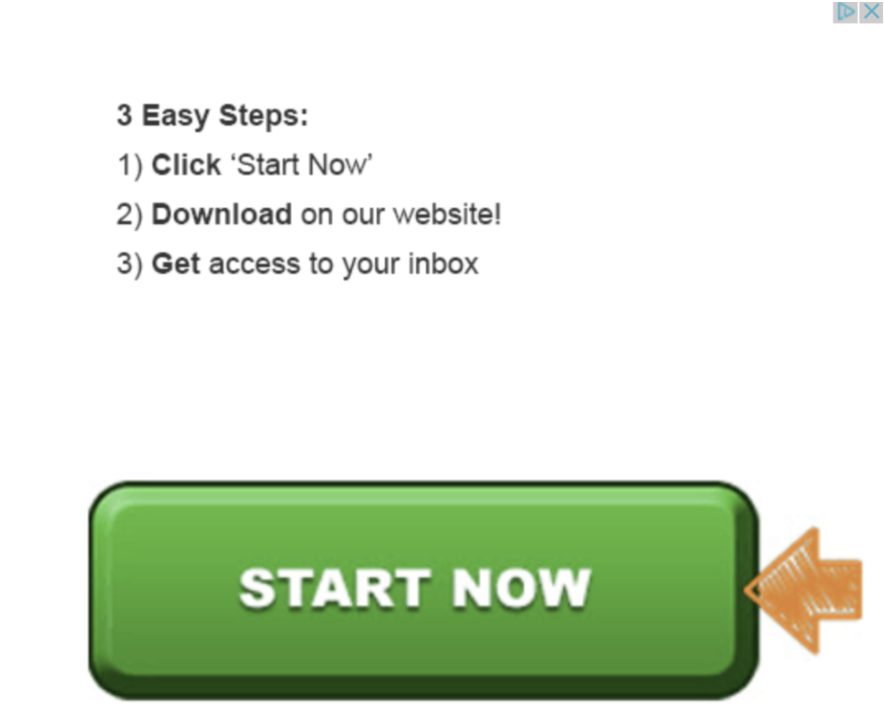 3 Easy Steps:
1) Click ‘Start Now’
2) Download on our website!
3) Get access to your inbox
START NOW